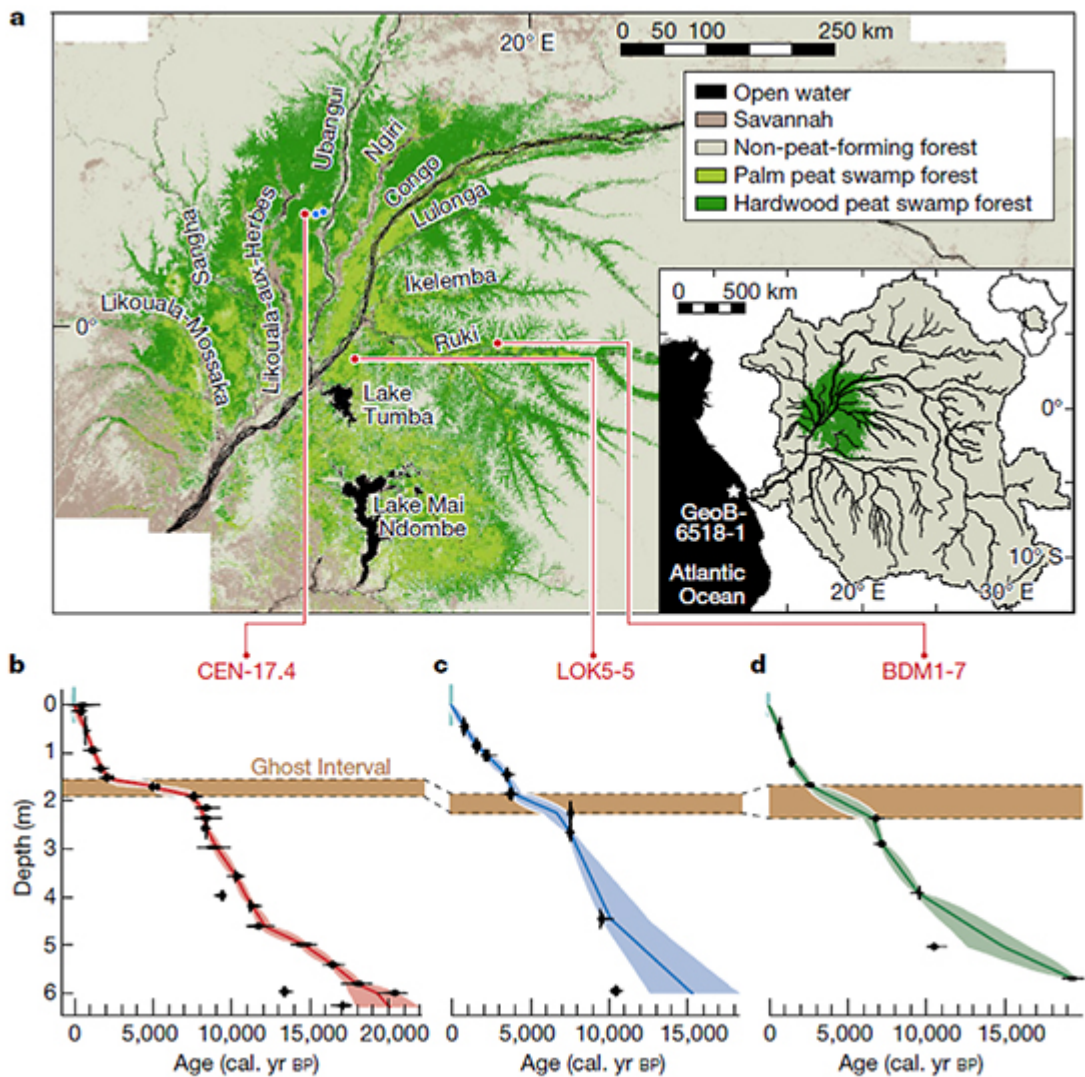 a
20° E
0 50 100 250 km
Open water
Savannah
Non-peat-forming forest
Palm peat swamp forest
Hardwood peat swamp forest
Ubangui
Ngiri
Congo
Lulonga
Sangha
Likouala-aux-Herbes
Likouala-Mossaka
Ikelemba
Ruki
0°
Lake
Tumba
Lake Mai
Ndombe
0 500 km
0°
GeoB-
6518-1
Atlantic
Ocean
10° S
20° E
30° E
b
CEN-17.4
c
LOK5-5
d
BDM1-7
Ghost Interval
Depth (m)
0
1
2
3
4
5
6
0 5,000 10,000 15,000 20,000
Age (cal. yr BP)
0 5,000 10,000 15,000
Age (cal. yr BP)
0 5,000 10,000 15,000
Age (cal. yr BP)